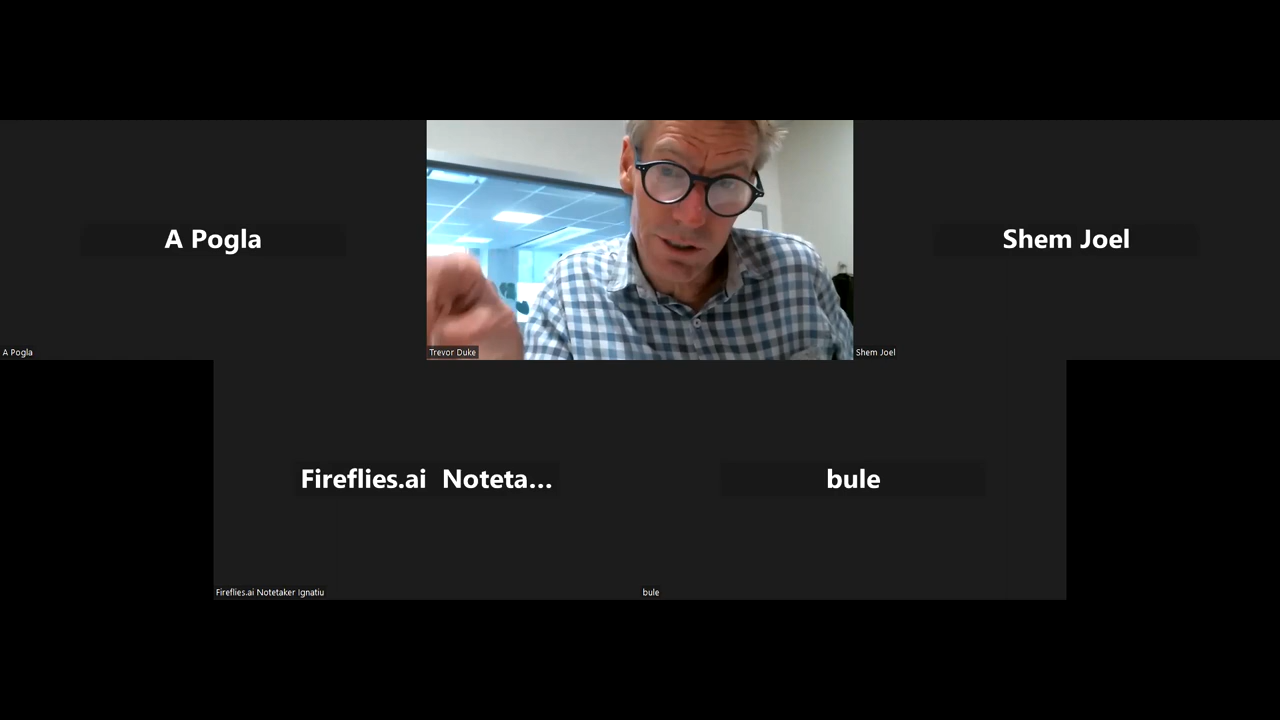 A Pogla
Shem Joel
A Pogla
Trevor Duke
Shem Joel
Fireflies.ai Noteta...
bule
Fireflies.ai Notetaker Ignatiu
bule